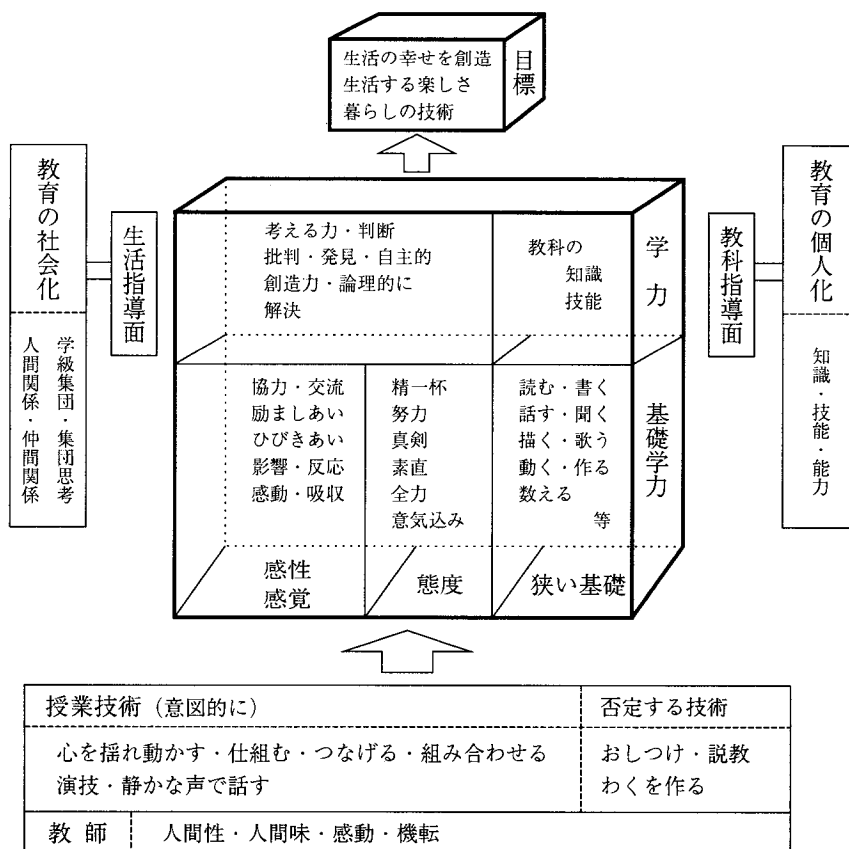 生活の幸せを創造
生活する楽しさ
暮らしの技術
目標
教育の社会化
学級集団・集団思考
人間関係・仲間関係
生活指導面
考える力・判断
批判・発見・自主的
創造力・論理的に
解決
教科の
知識
技能
学力
協力・交流
励ましあい
ひびきあい
影響・反応
感動・吸収
精一杯
努力
真剣
素直
全力
意気込み
読む・書く
話す・聞く
描く・歌う
動く・作る
数える
等
基礎学力
感性
感覚
態度
狭い基礎
教科指導面
教育の個人化
知識・技能・能力
授業技術（意図的に）
心を揺れ動かす・仕組む・つなげる・組み合わせる
演技・静かな声で話す
否定する技術
おしつけ・説教
わくを作る
教師
人間性・人間味・感動・機転